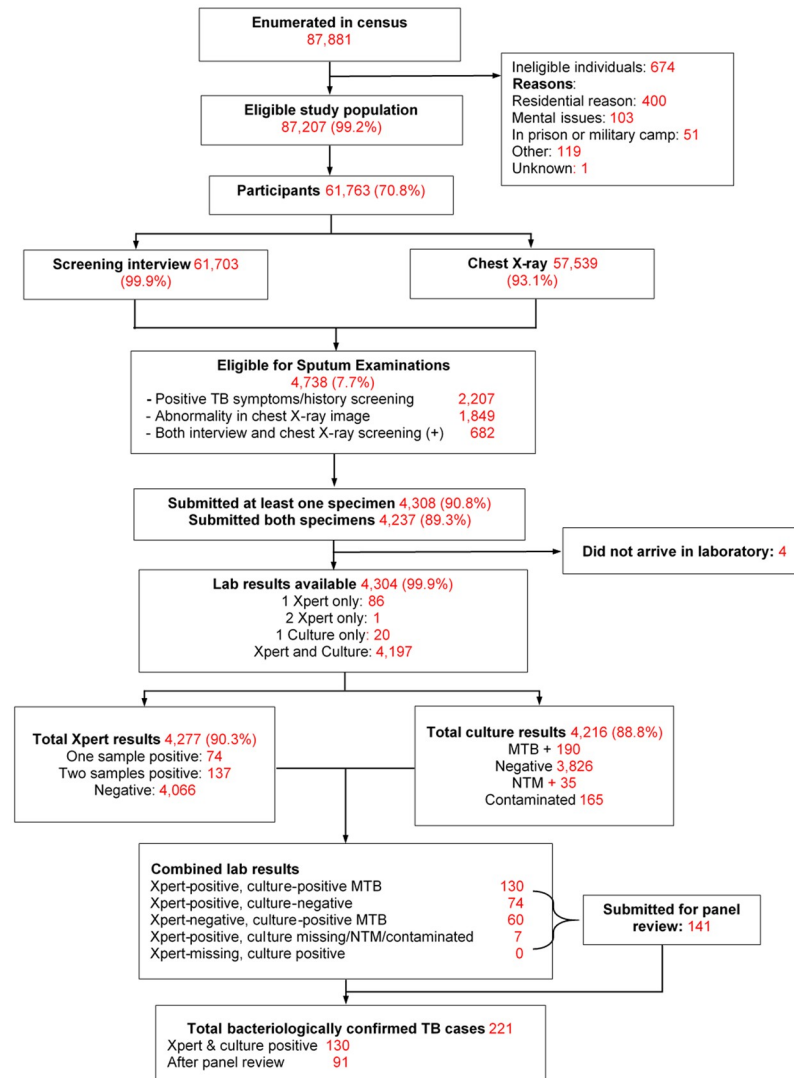 Enumerated in census
87,881
Ineligible individuals: 674
Reasons:
Residential reason: 400
Mental issues: 103
In prison or military camp: 51
Other: 119
Unknown: 1
Eligible study population
87,207 (99.2%)
Participants 61,763 (70.8%)
Screening interview 61,703
(99.9%)
Chest X-ray 57,539
(93.1%)
Eligible for Sputum Examinations
4,738 (7.7%)
- Positive TB symptoms/history screening 2,207
- Abnormality in chest X-ray image 1,849
- Both interview and chest X-ray screening (+) 682
Submitted at least one specimen 4,308 (90.8%)
Submitted both specimens 4,237 (89.3%)
Did not arrive in laboratory: 4
Lab results available 4,304 (99.9%)
1 Xpert only: 86
2 Xpert only: 1
1 Culture only: 20
Xpert and Culture: 4,197
Total Xpert results 4,277 (90.3%)
One sample positive: 74
Two samples positive: 137
Negative: 4,066
Total culture results 4,216 (88.8%)
MTB + 190
Negative 3,826
NTM + 35
Contaminated 165
Combined lab results
Xpert-positive, culture-positive MTB 130
Xpert-positive, culture-negative 74
Xpert-negative, culture-positive MTB 60
Xpert-positive, culture missing/NTM/contaminated 7
Xpert-missing, culture positive 0
Submitted for panel
review: 141
Total bacteriologically confirmed TB cases 221
Xpert & culture positive 130
After panel review 91